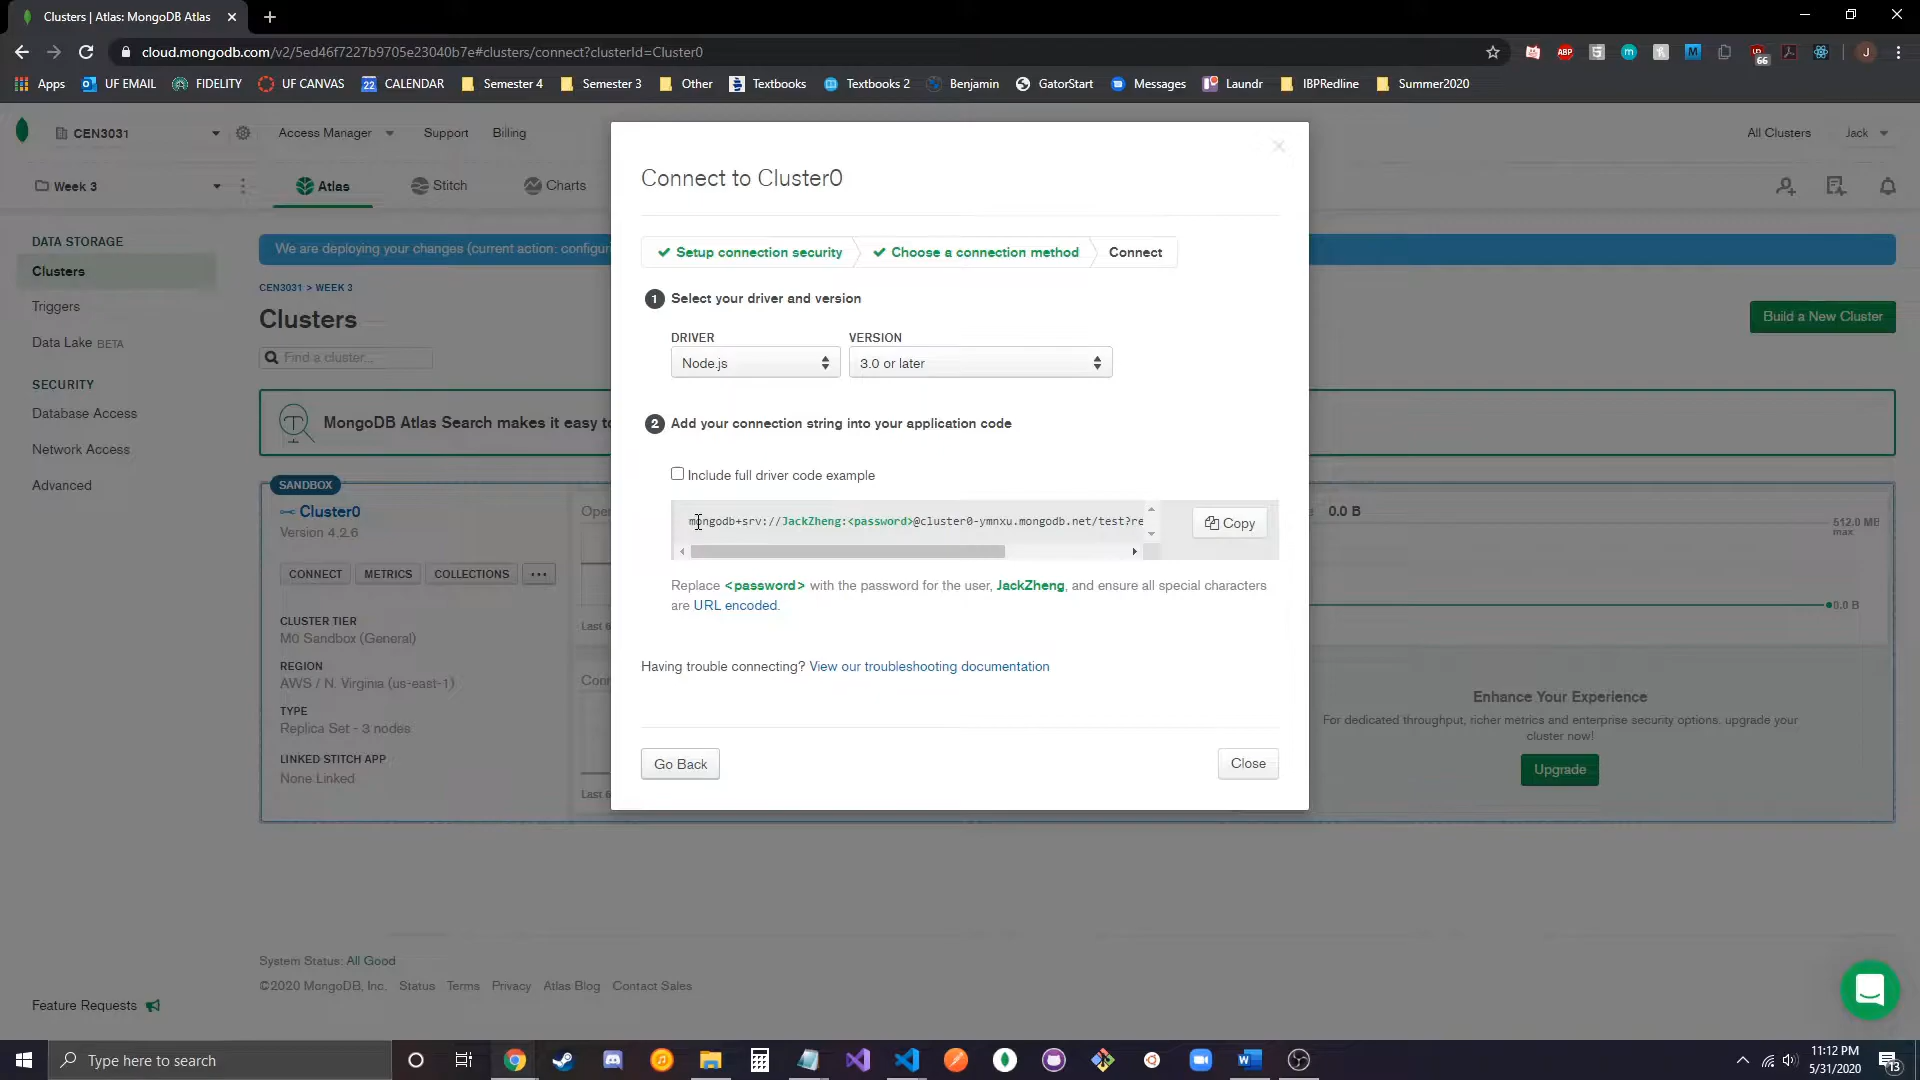 Clusters | Atlas: MongoDB Atlas
cloud.mongodb.com/v2/5ed46f7227b9705e23040b7e#clusters/connect?clusterId=Cluster0
ABP
66
J
Apps
UF EMAIL
FIDELITY
UF CANVAS
22 CALENDAR
Semester 4
Semester 3
Other
Textbooks
Textbooks 2
Benjamin
GatorStart
Messages
Laundr
IBPRedline
Summer2020
CEN3031
Access Manager
Support
Billing
All Clusters
Jack
Week 3
Atlas
Stitch
Charts
DATA STORAGE
Clusters
Triggers
Data Lake BETA
SECURITY
Database Access
Network Access
Advanced
Feature Requests
We are deploying your changes (current action: configur
CEN3031 > WEEK 3
Clusters
Build a New Cluster
Find a cluster...
MongoDB Atlas Search makes it easy to
SANDBOX
Cluster0
Version 4.2.6
CONNECT
METRICS
COLLECTIONS
...
CLUSTER TIER
M0 Sandbox (General)
REGION
AWS / N. Virginia (us-east-1)
TYPE
Replica Set - 3 nodes
LINKED STITCH APP
None Linked
Oper
Last 6
Conn
Last 6
0.0 B
512.0 MB
max
0.0 B
Enhance Your Experience
For dedicated throughput, richer metrics and enterprise security options, upgrade your
cluster now!
Upgrade
Connect to Cluster0
Setup connection security
Choose a connection method
Connect
1 Select your driver and version
DRIVER
VERSION
Node.js
3.0 or later
2 Add your connection string into your application code
Include full driver code example
mongodb+srv://JackZheng:<password>@cluster0-ymnxu.mongodb.net/test?re
Copy
Replace <password> with the password for the user, JackZheng, and ensure all special characters
are URL encoded.
Having trouble connecting? View our troubleshooting documentation
Go Back
Close
System Status: All Good
©2020 MongoDB, Inc.
Status
Terms
Privacy
Atlas Blog
Contact Sales
Type here to search
11:12 PM
5/31/2020
13